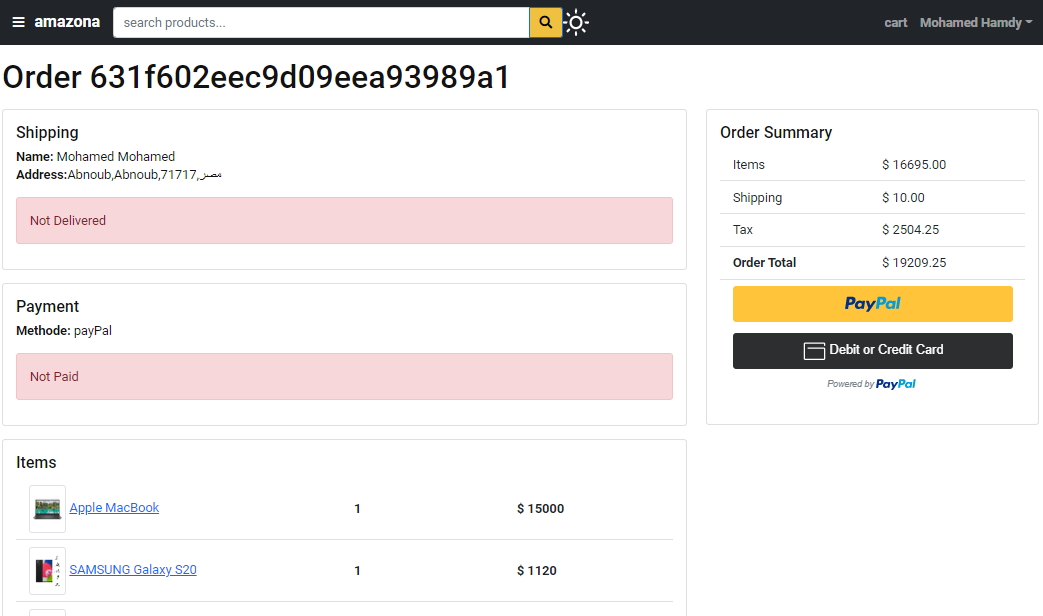 amazona
search products...
cart
Mohamed Hamdy
Order 631f602eec9d09eea93989a1
Shipping
Name: Mohamed Mohamed
Address:Abnoub,Abnoub,71717,مصر
Not Delivered
Payment
Methode: payPal
Not Paid
Items
Apple MacBook 1 $ 15000
SAMSUNG Galaxy S20 1 $ 1120
Order Summary
Items $ 16695.00
Shipping $ 10.00
Tax $ 2504.25
Order Total $ 19209.25
PayPal
Debit or Credit Card
Powered by PayPal